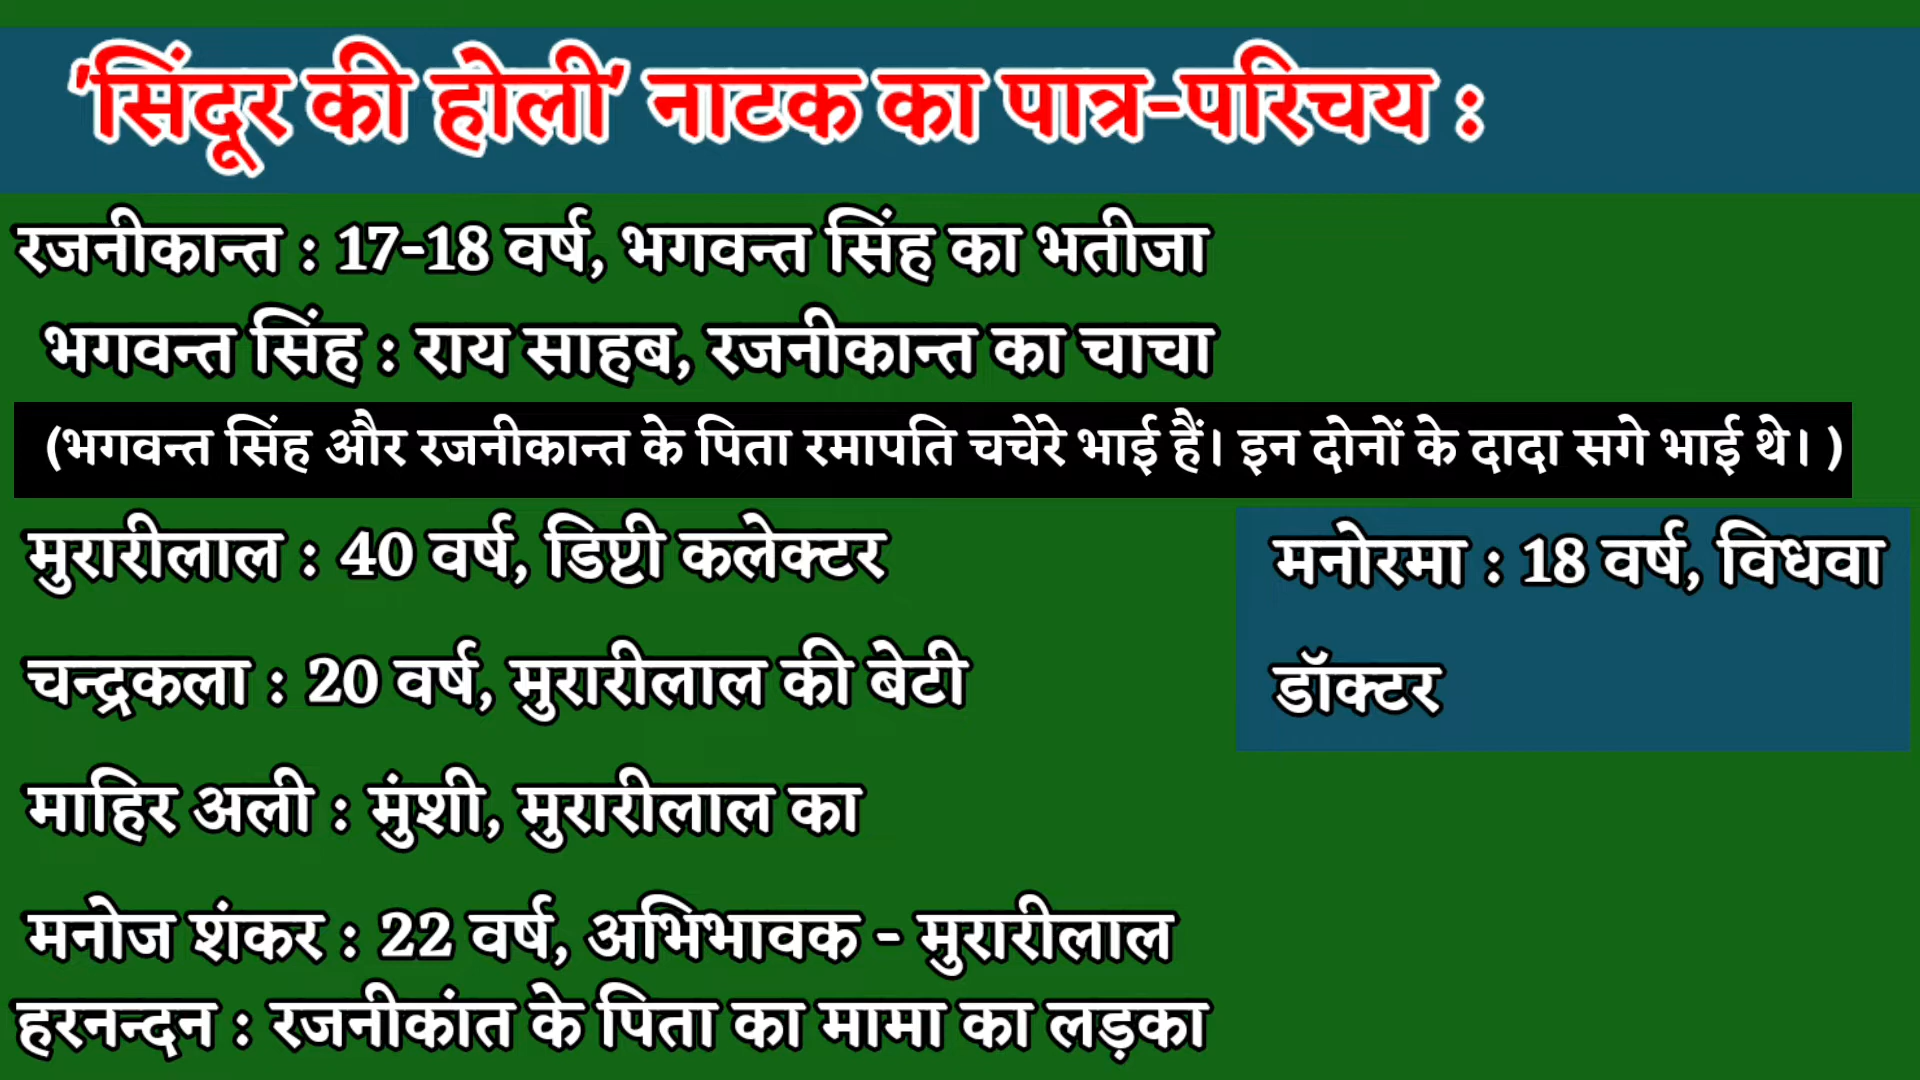 'सिंदूर की होली' नाटक का पात्र-परिचय :
रजनीकान्त : 17-18 वर्ष, भगवन्त सिंह का भतीजा
भगवन्त सिंह : राय साहब, रजनीकान्त का चाचा
(भगवन्त सिंह और रजनीकान्त के पिता रमापति चचेरे भाई हैं। इन दोनों के दादा सगे भाई थे। )
मुरारीलाल : 40 वर्ष, डिप्टी कलेक्टर
चन्द्रकला : 20 वर्ष, मुरारीलाल की बेटी
माहिर अली : मुंशी, मुरारीलाल का
मनोज शंकर : 22 वर्ष, अभिभावक - मुरारीलाल
हरनन्दन : रजनीकांत के पिता का मामा का लड़का
मनोरमा : 18 वर्ष, विधवा
डॉक्टर